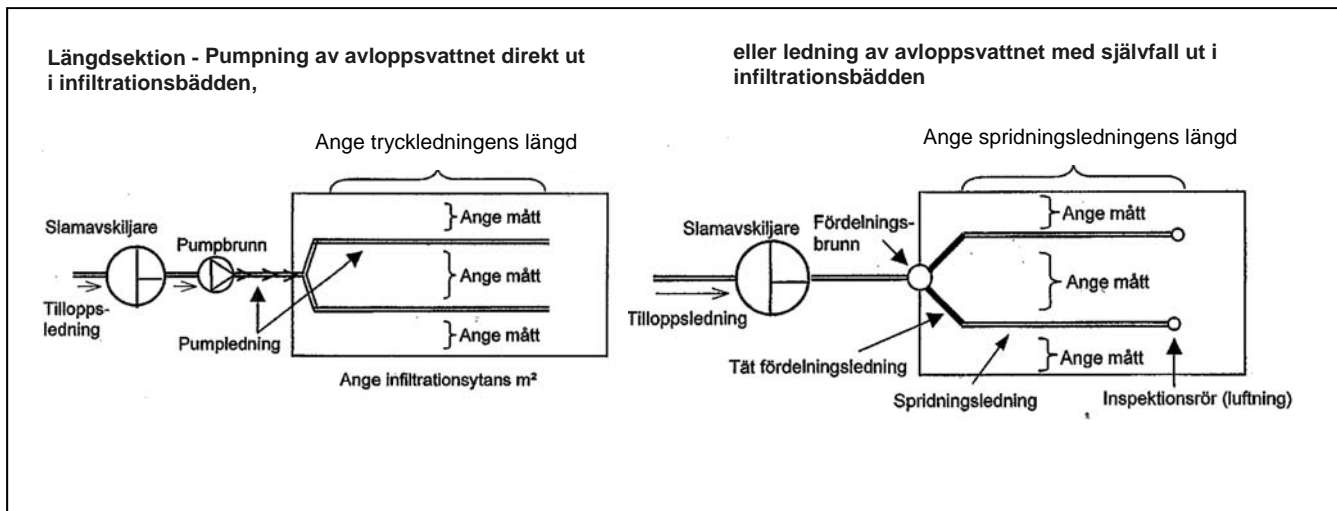 Längdsektion - Pumpning av avloppsvattnet direkt ut
i infiltrationsbädden,
Ange tryckledningens längd
Slamavskiljare
Pumpbrunn
Ange mått
Ange mått
Ange mått
Tillopps-
ledning
Pumpledning
Ange infiltrationsytans m²
eller ledning av avloppsvattnet med självfall ut i
infiltrationsbädden
Ange spridningsledningens längd
Slamavskiljare
Fördelnings-
brunn
Ange mått
Ange mått
Ange mått
Tilloppsledning
Tät fördelningsledning
Spridningsledning
Inspektionsrör (luftning)